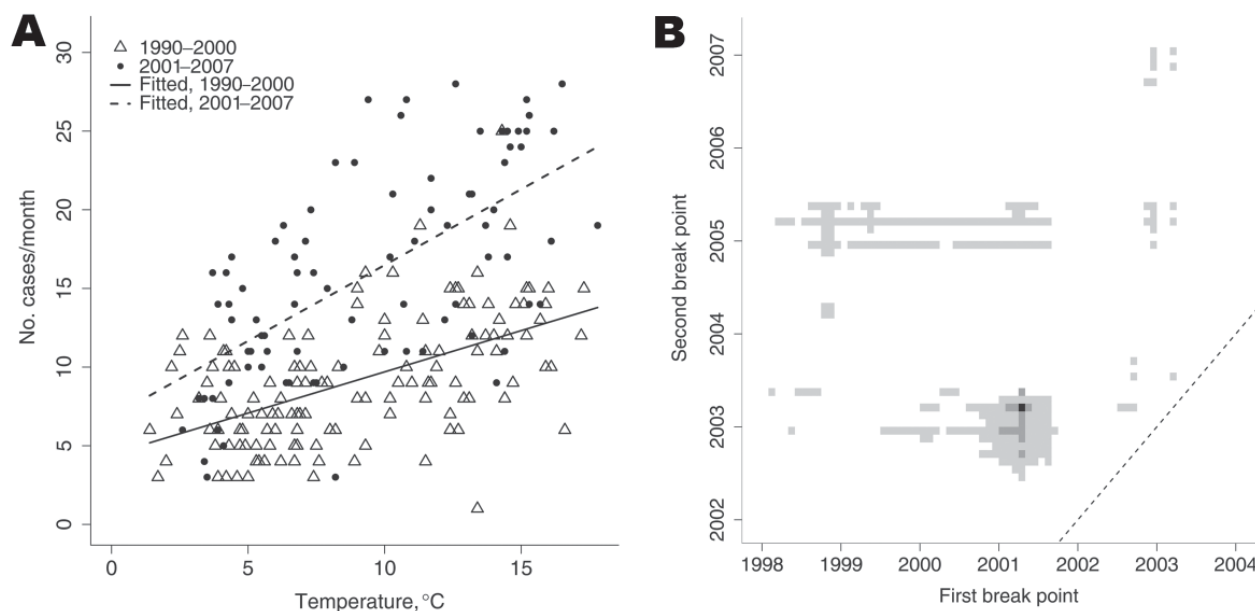 A
1990–2000
2001–2007
Fitted, 1990–2000
Fitted, 2001–2007
No. cases/month
30
25
20
15
10
5
0
0 5 10 15
Temperature, °C
B
Second break point
2007
2006
2005
2004
2003
2002
1998 1999 2000 2001 2002 2003 2004
First break point